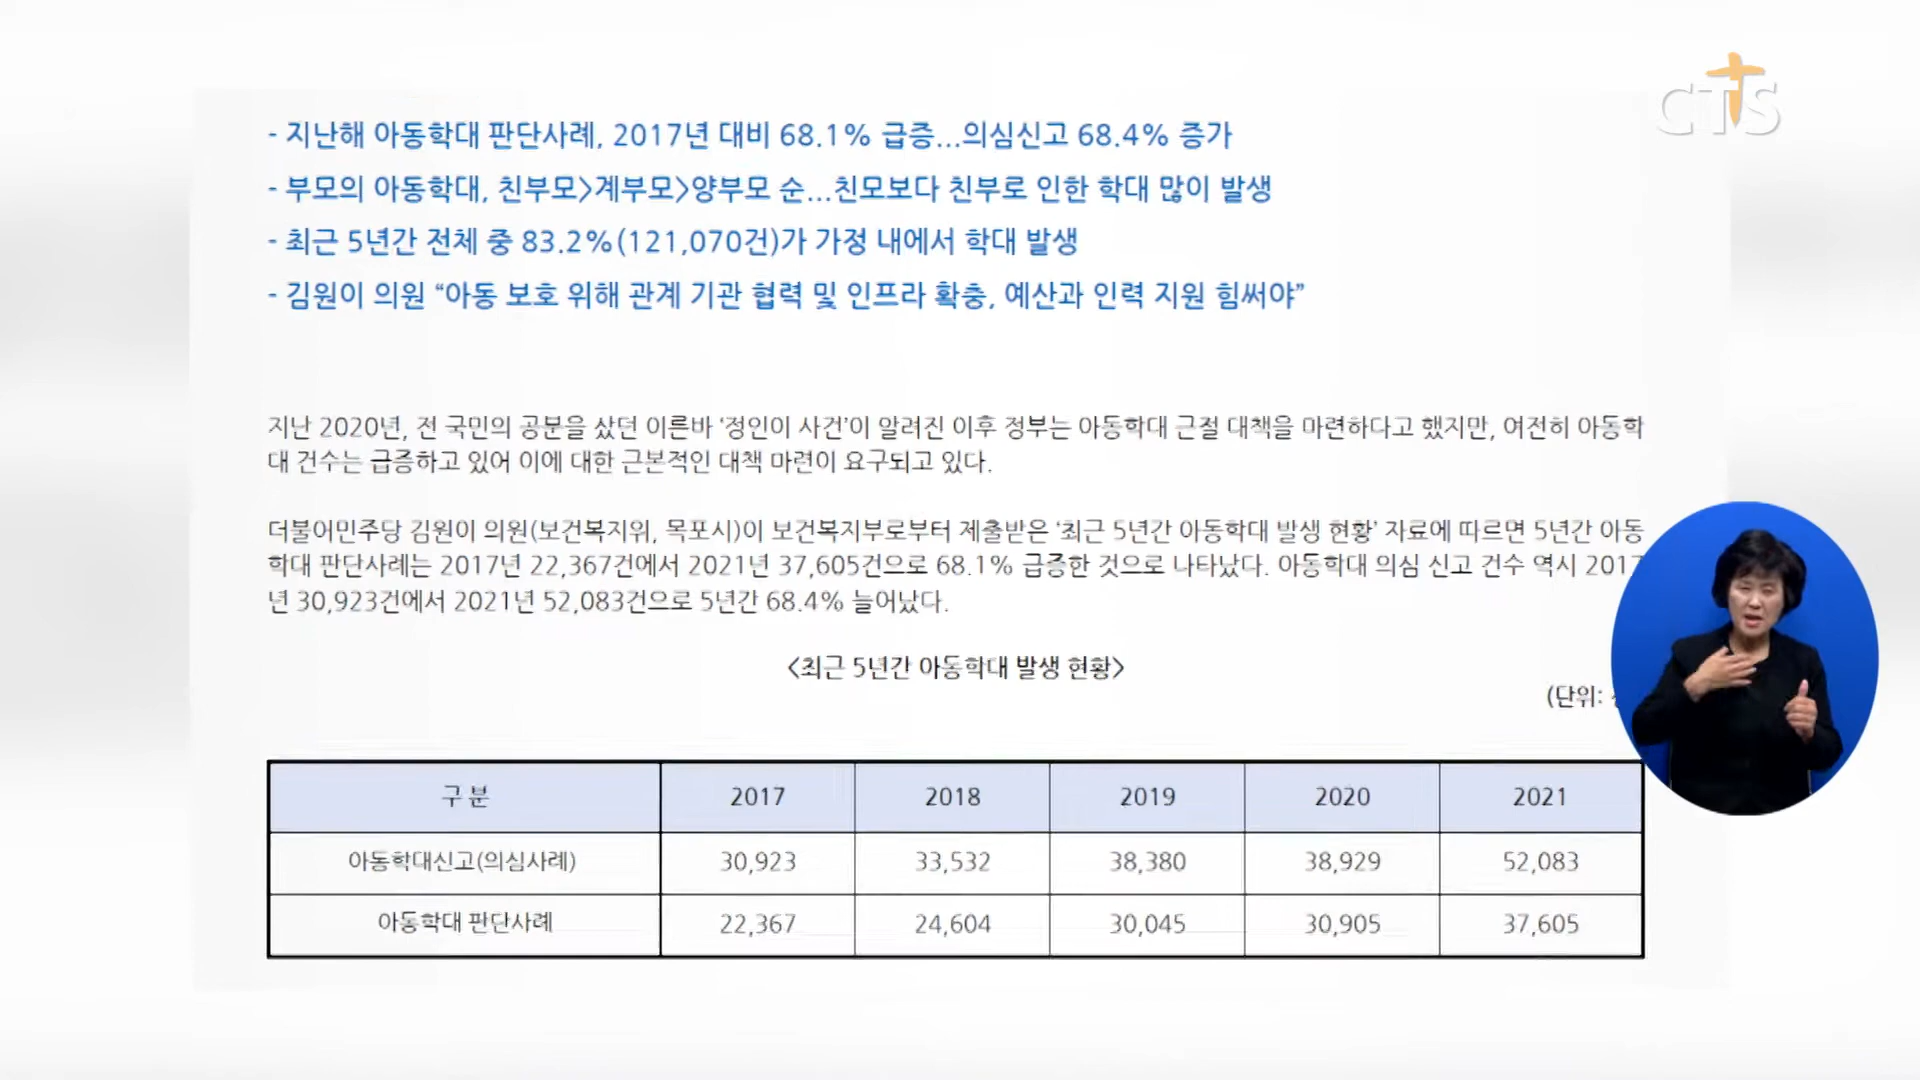 CTS
- 지난해 아동학대 판단사례, 2017년 대비 68.1% 급증...의심신고 68.4% 증가
- 부모의 아동학대, 친부모>계부모>양부모 순...친모보다 친부로 인한 학대 많이 발생
- 최근 5년간 전체 중 83.2%(121,070건)가 가정 내에서 학대 발생
- 김원이 의원 “아동 보호 위해 관계 기관 협력 및 인프라 확충, 예산과 인력 지원 힘써야”
지난 2020년, 전 국민의 공분을 샀던 이른바 ‘정인이 사건’이 알려진 이후 정부는 아동학대 근절 대책을 마련하다고 했지만, 여전히 아동학
대 건수는 급증하고 있어 이에 대한 근본적인 대책 마련이 요구되고 있다.
더불어민주당 김원이 의원(보건복지위, 목포시)이 보건복지부로부터 제출받은 ‘최근 5년간 아동학대 발생 현황’ 자료에 따르면 5년간 아동
학대 판단사례는 2017년 22,367건에서 2021년 37,605건으로 68.1% 급증한 것으로 나타났다. 아동학대 의심 신고 건수 역시 2017
년 30,923건에서 2021년 52,083건으로 5년간 68.4% 늘어났다.
<최근 5년간 아동학대 발생 현황>
(단위:
구 분 2017 2018 2019 2020 2021
아동학대신고(의심사례) 30,923 33,532 38,380 38,929 52,083
아동학대 판단사례 22,367 24,604 30,045 30,905 37,605